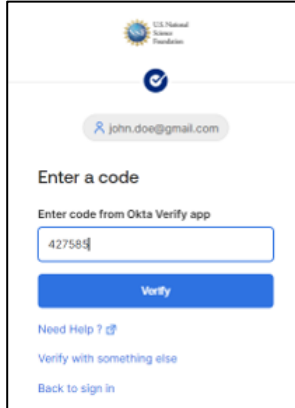 U.S. National
Science
Foundation
john.doe@gmail.com
Enter a code
Enter code from Okta Verify app
427585
Verify
Need Help ?
Verify with something else
Back to sign in